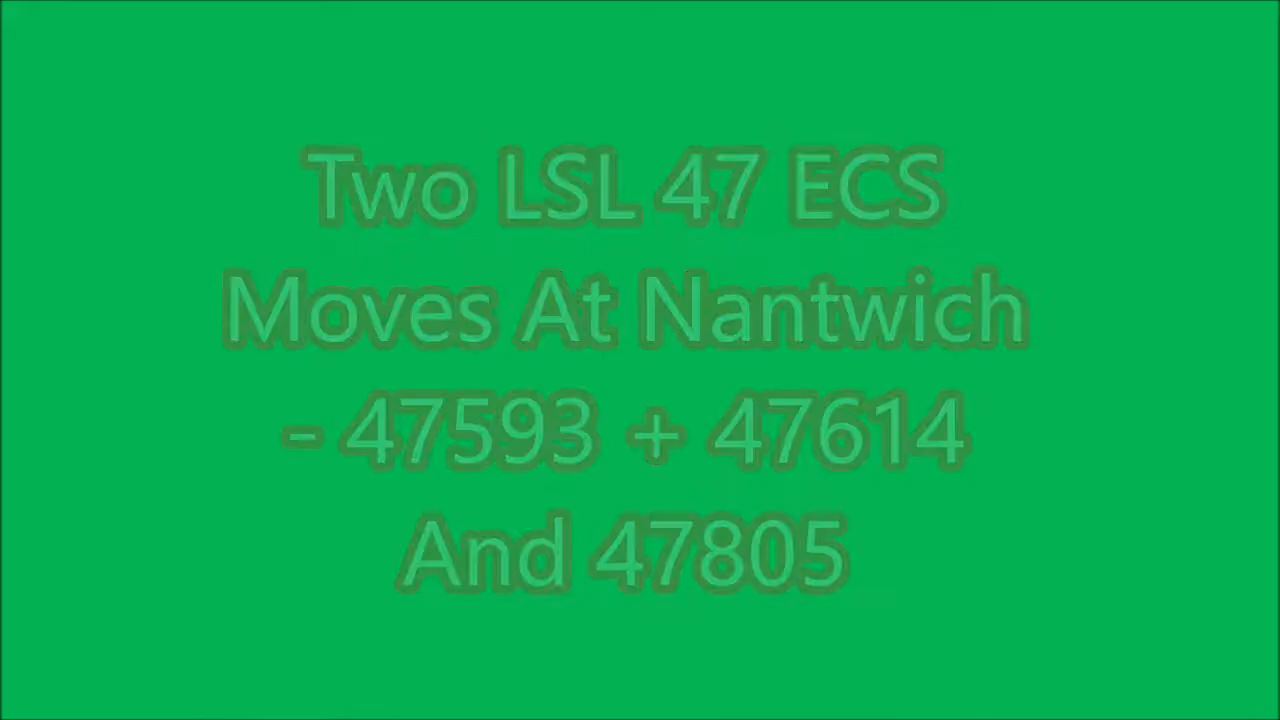 Two LSL 47 ECS
Moves At Nantwich
- 47593 + 47614
And 47805